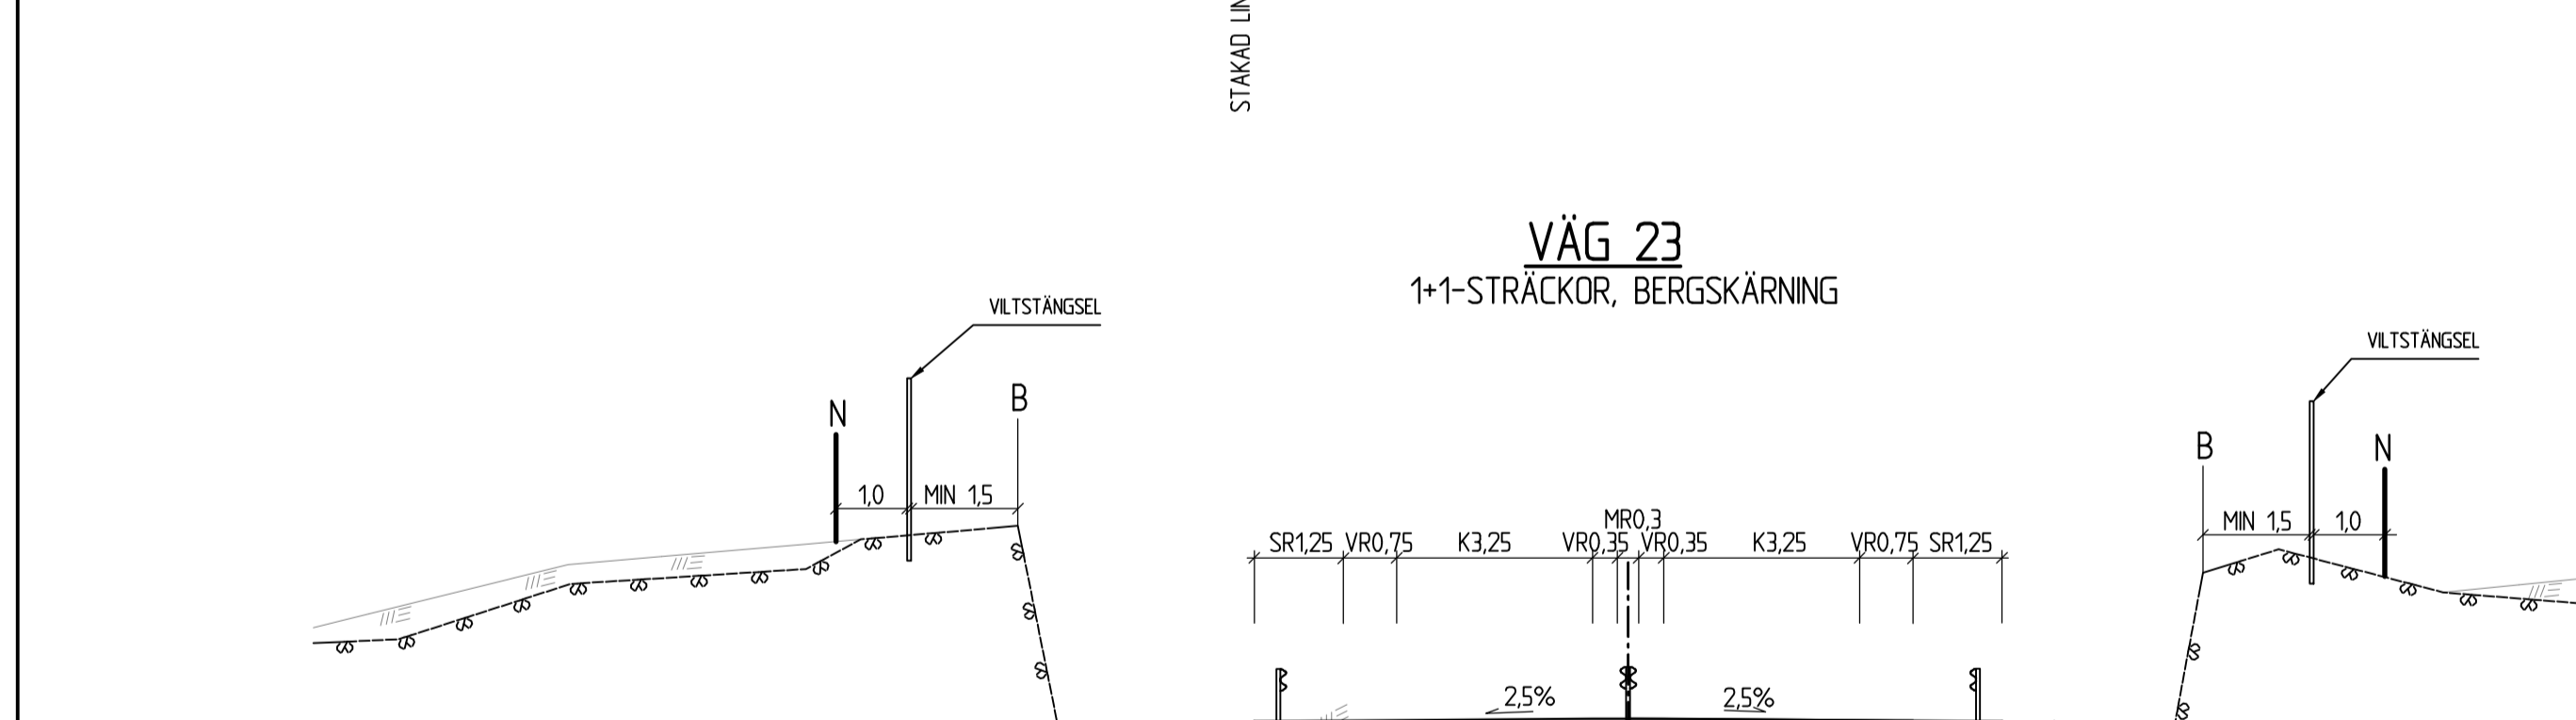 STAKAD LIN
VÄG 23
1+1-STRÄCKOR, BERGSKÄRNING
VILTSTÄNGSEL
VILTSTÄNGSEL
N
B
B
N
1,0
MIN 1,5
MIN 1,5
1,0
MR0,3
SR1,25 VR0,75 K3,25 VR0,35 VR0,35 K3,25 VR0,75 SR1,25
2,5%
2,5%